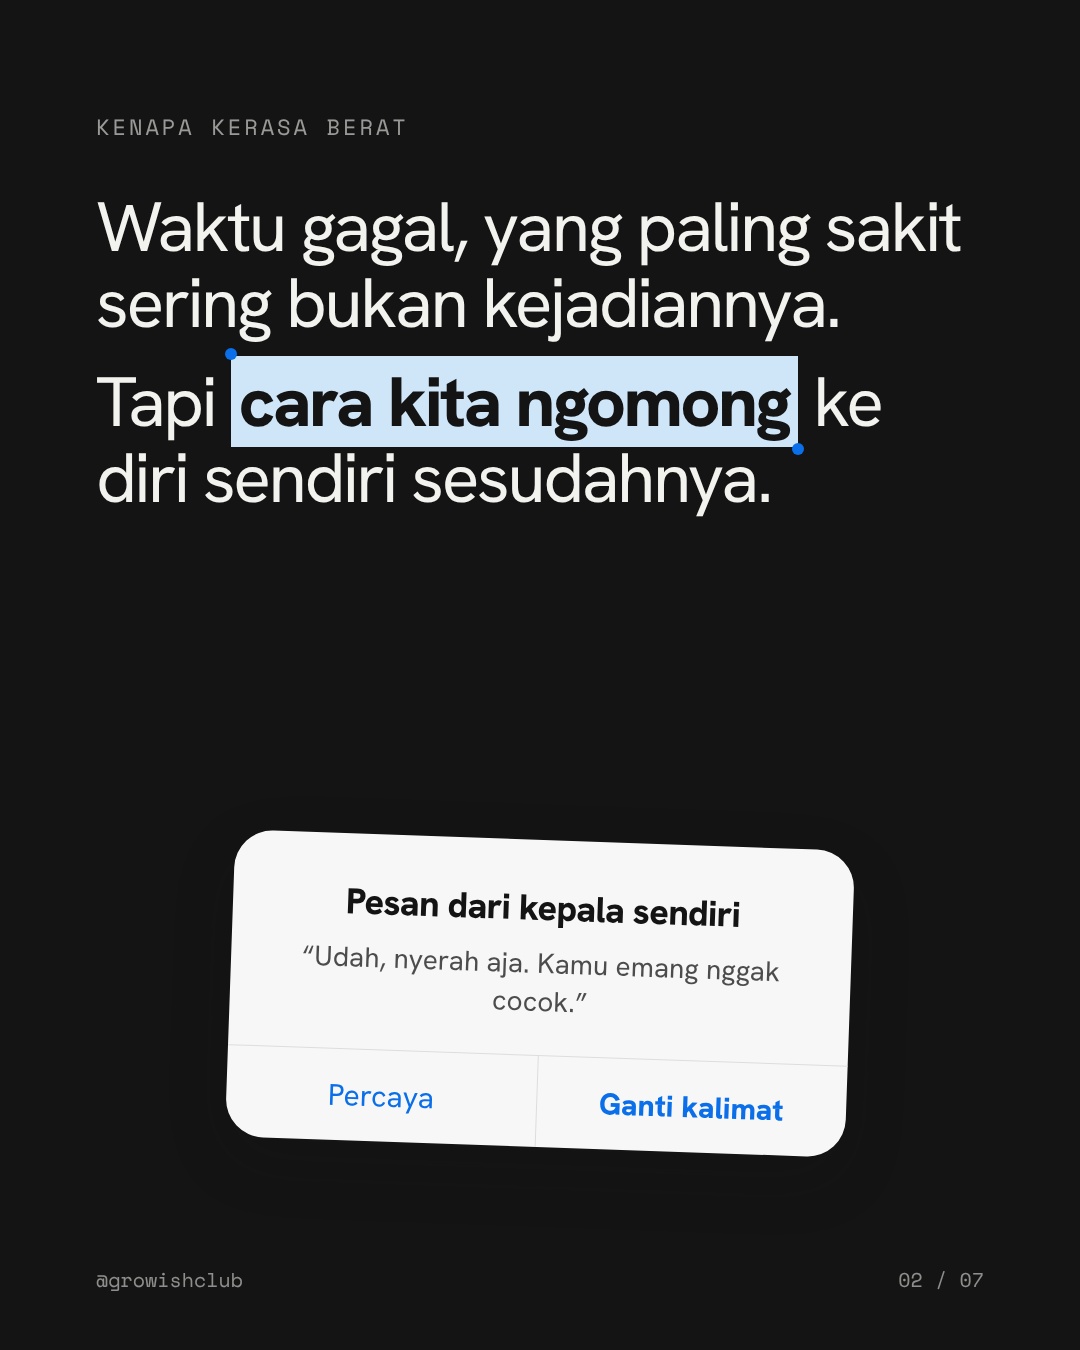 KENAPA KERASA BERAT
Waktu gagal, yang paling sakit
sering bukan kejadiannya.
Tapi cara kita ngomong ke
diri sendiri sesudahnya.
Pesan dari kepala sendiri
“Udah, nyerah aja. Kamu emang nggak
cocok.”
Percaya
Ganti kalimat
@growishclub
02 / 07